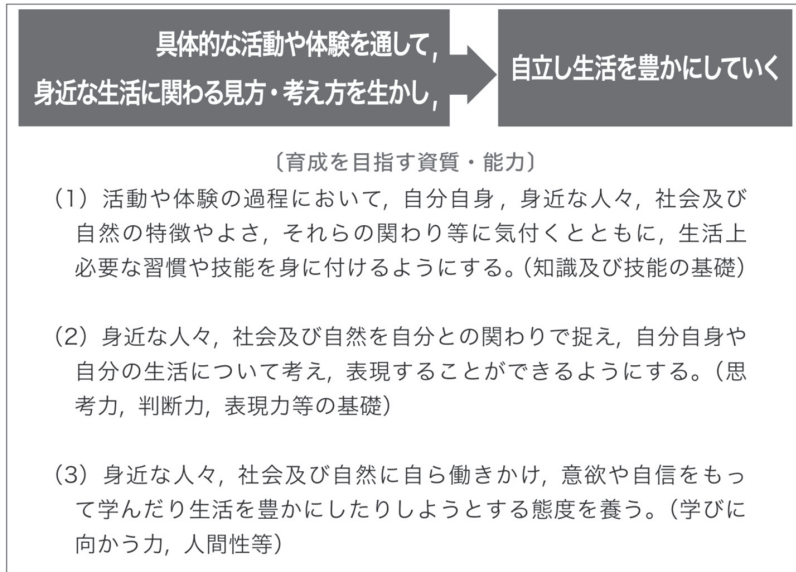 具体的な活動や体験を通して,
身近な生活に関わる見方・考え方を生かし,
自立し生活を豊かにしていく
〔育成を目指す資質・能力〕
(1)活動や体験の過程において, 自分自身, 身近な人々, 社会及び
自然の特徴やよさ, それらの関わり等に気付くとともに, 生活上
必要な習慣や技能を身に付けるようにする。(知識及び技能の基礎)
(2)身近な人々, 社会及び自然を自分との関わりで捉え, 自分自身や
自分の生活について考え, 表現することができるようにする。(思
考力, 判断力, 表現力等の基礎)
(3)身近な人々, 社会及び自然に自ら働きかけ, 意欲や自信をもっ
て学んだり生活を豊かにしたりしようとする態度を養う。(学びに
向かう力, 人間性等)